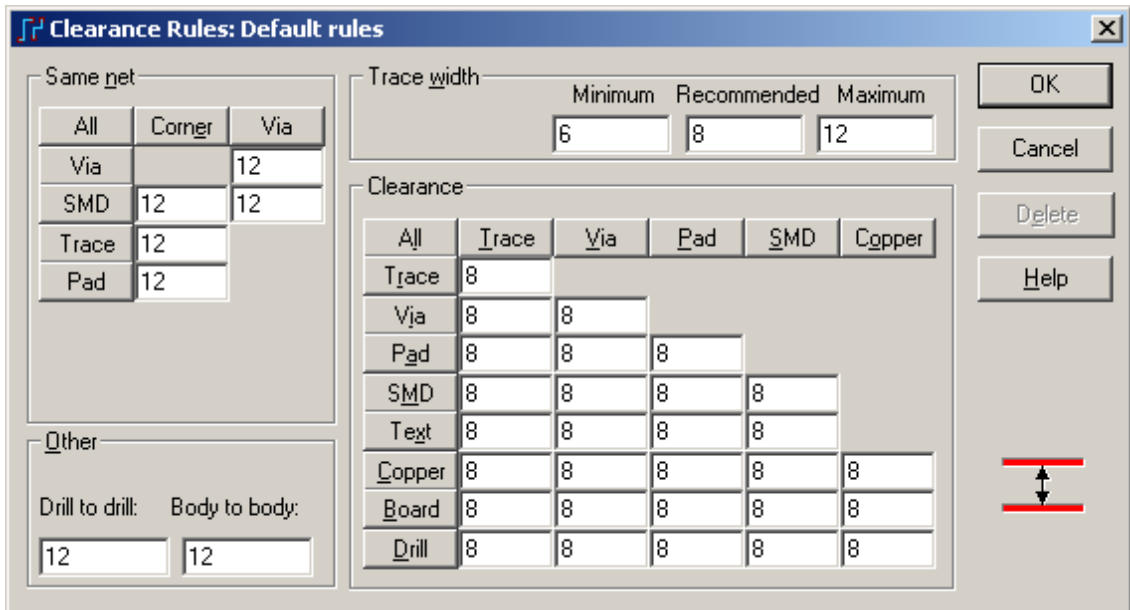 Clearance Rules: Default rules
Same net
All Corner Via
Via 12
SMD 12 12
Trace 12
Pad 12
Other
Drill to drill: Body to body:
12 12
Trace width
Minimum Recommended Maximum
6 8 12
Clearance
All Trace Via Pad SMD Copper
Trace 8
Via 8 8
Pad 8 8 8
SMD 8 8 8 8
Text 8 8 8 8
Copper 8 8 8 8 8
Board 8 8 8 8 8
Drill 8 8 8 8 8
OK
Cancel
Delete
Help